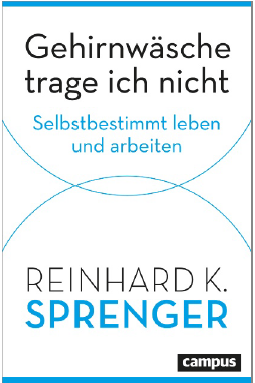 Gehirnwäsche
trage ich nicht
Selbstbestimmt leben
und arbeiten
REINHARD K.
SPRENGER
campus